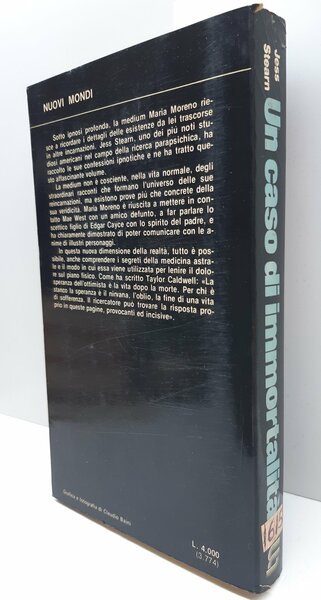 NUOVI MONDI
Sotto ipnosi profonda, la medium Maria Moreno rie-
sce a ricordare i dettagli delle esistenze da lei trascorse
in altre incarnazioni. Jess Stearn, uno dei più noti stu-
diosi americani nel campo della ricerca parapsichica, ha
raccolto le sue confessioni ipnotiche e ne ha tratto que-
sto affascinante volume.
La medium non è cosciente, nella vita normale, degli
straordinari racconti che formano l'universo delle sue
reincarnazioni, ma esistono prove più che concrete della
sua veridicità. Maria Moreno è riuscita a mettere in con-
tatto Mae West con un amico defunto, a far parlare lo
scettico figlio di Edgar Cayce con lo spirito del padre, e
ha chiaramente dimostrato di poter comunicare con le a-
nime di illustri personaggi.
In questa nuova dimensione della realtà, tutto è pos-
sibile, anche comprendere i segreti della medicina astra-
le e il modo in cui essa viene utilizzata per lenire il dolo-
re sul piano fisico. Come ha scritto Taylor Caldwell: «La
speranza dell'ottimista è la vita dopo la morte. Per chi è
stanco la speranza è il nirvana, l'oblio, la fine di una vita
di sofferenza. Il ricercatore può trovare la risposta pro-
prio in queste pagine, provocanti ed incisive».
Grafica e fotografia di Claudio Baini
L. 4.000
(3.774)
Jess
Stearn
Un caso di immortalità